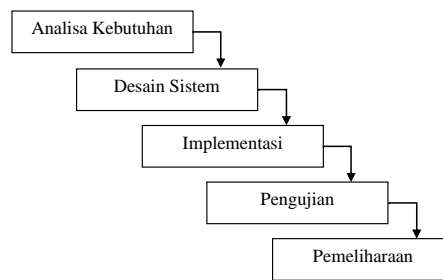 Analisa Kebutuhan
Desain Sistem
Implementasi
Pengujian
Pemeliharaan